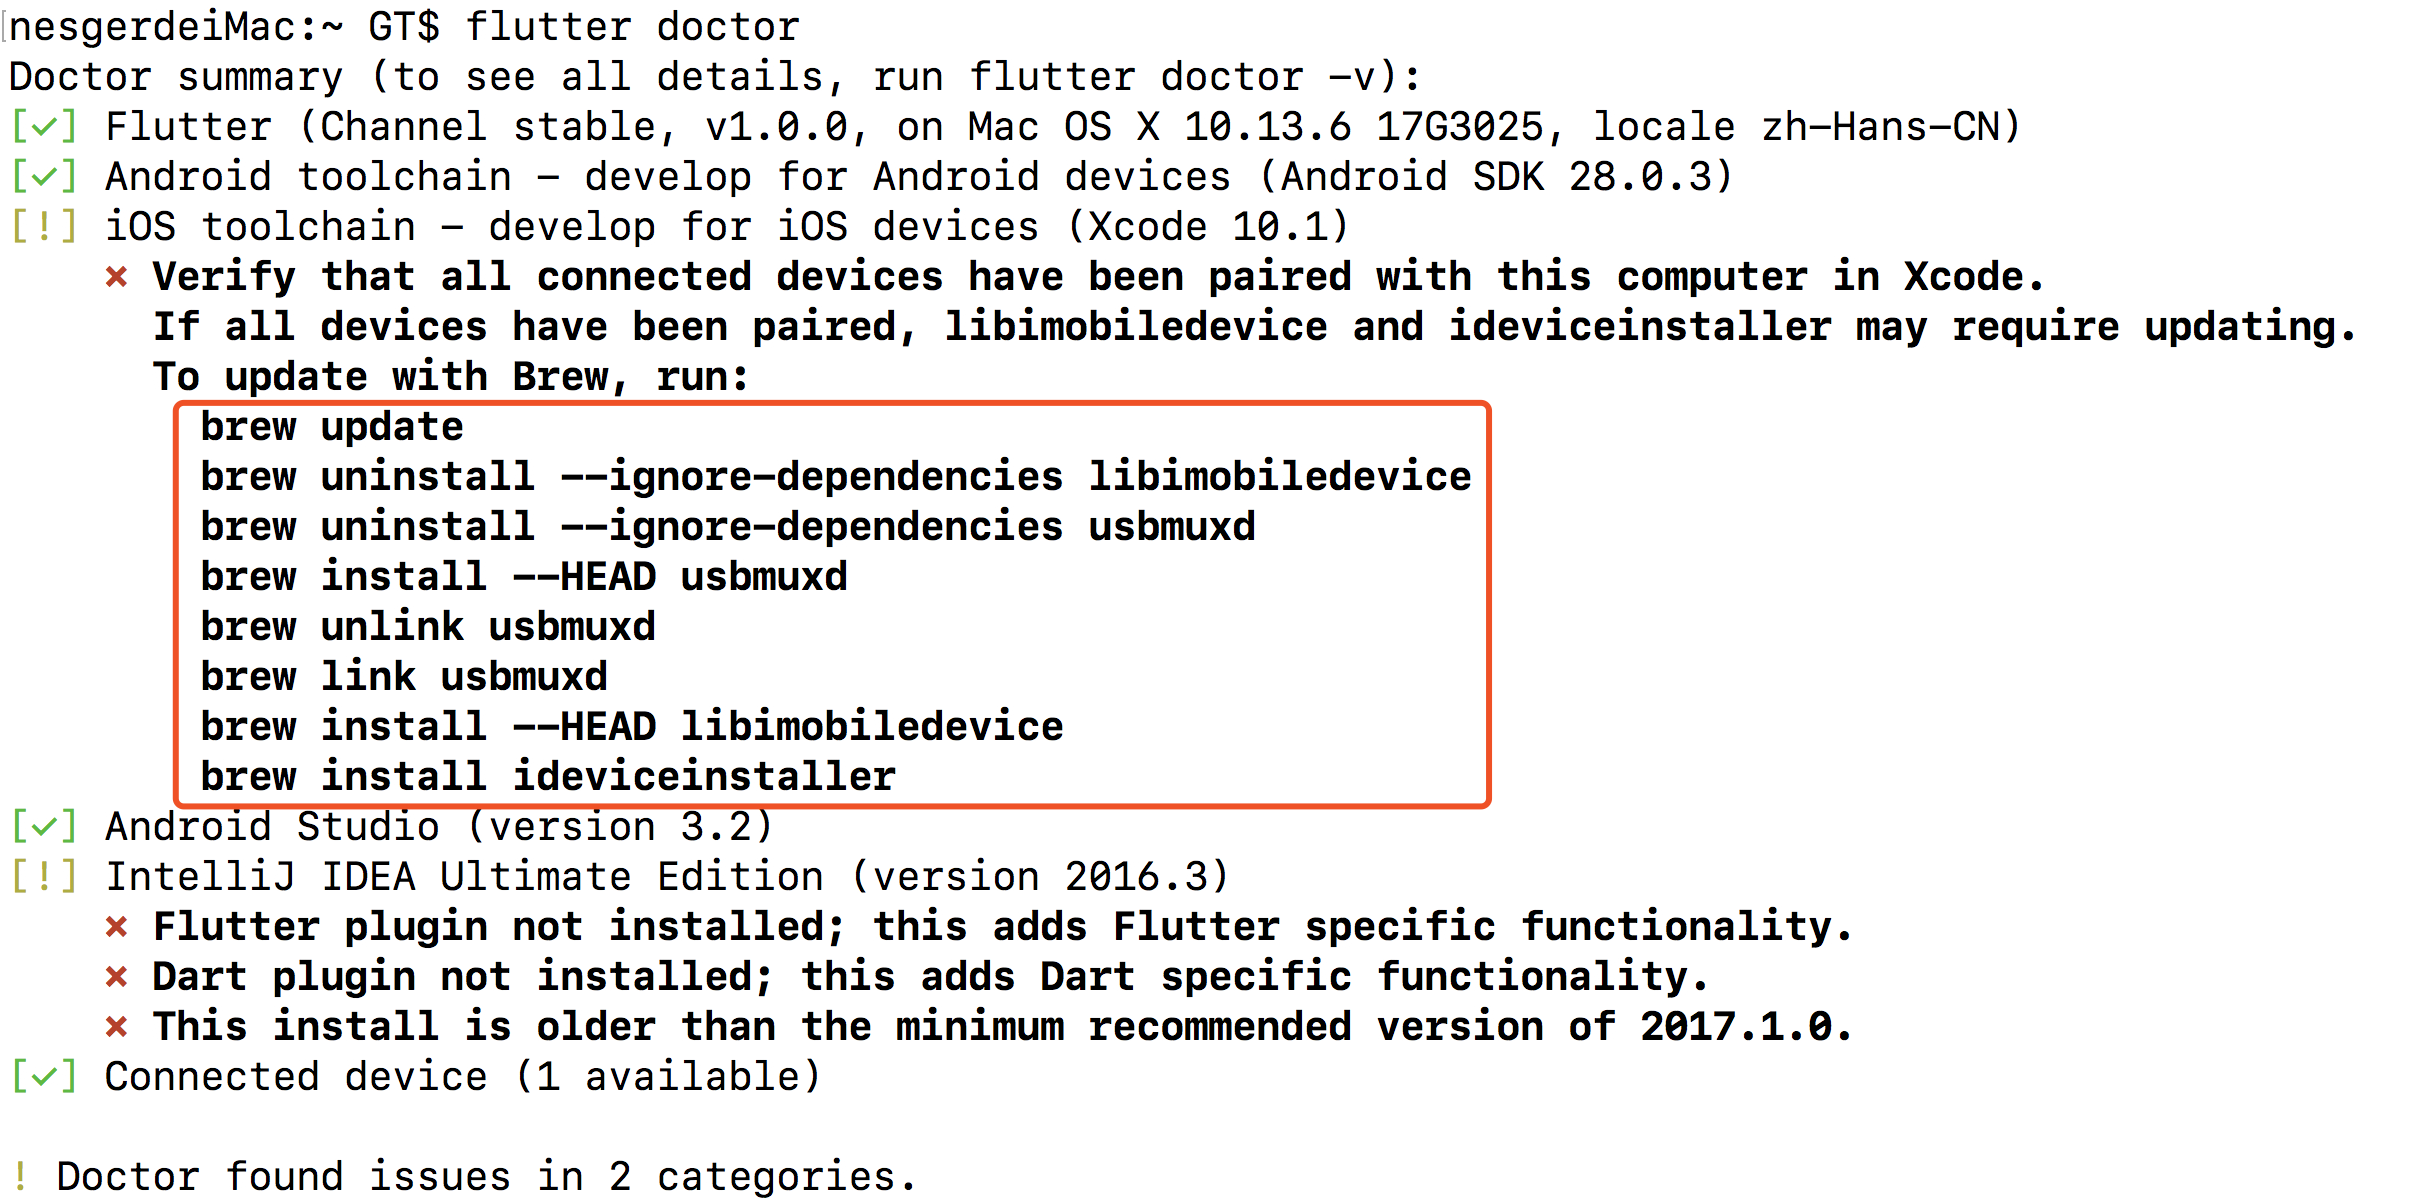 nesgerdeiMac:~ GT$ flutter doctor
Doctor summary (to see all details, run flutter doctor -v):
[✓] Flutter (Channel stable, v1.0.0, on Mac OS X 10.13.6 17G3025, locale zh-Hans-CN)
[✓] Android toolchain - develop for Android devices (Android SDK 28.0.3)
[!] iOS toolchain - develop for iOS devices (Xcode 10.1)
✗ Verify that all connected devices have been paired with this computer in Xcode.
If all devices have been paired, libimobiledevice and ideviceinstaller may require updating.
To update with Brew, run:
brew update
brew uninstall --ignore-dependencies libimobiledevice
brew uninstall --ignore-dependencies usbmuxd
brew install --HEAD usbmuxd
brew unlink usbmuxd
brew link usbmuxd
brew install --HEAD libimobiledevice
brew install ideviceinstaller
[✓] Android Studio (version 3.2)
[!] IntelliJ IDEA Ultimate Edition (version 2016.3)
✗ Flutter plugin not installed; this adds Flutter specific functionality.
✗ Dart plugin not installed; this adds Dart specific functionality.
✗ This install is older than the minimum recommended version of 2017.1.0.
[✓] Connected device (1 available)
! Doctor found issues in 2 categories.